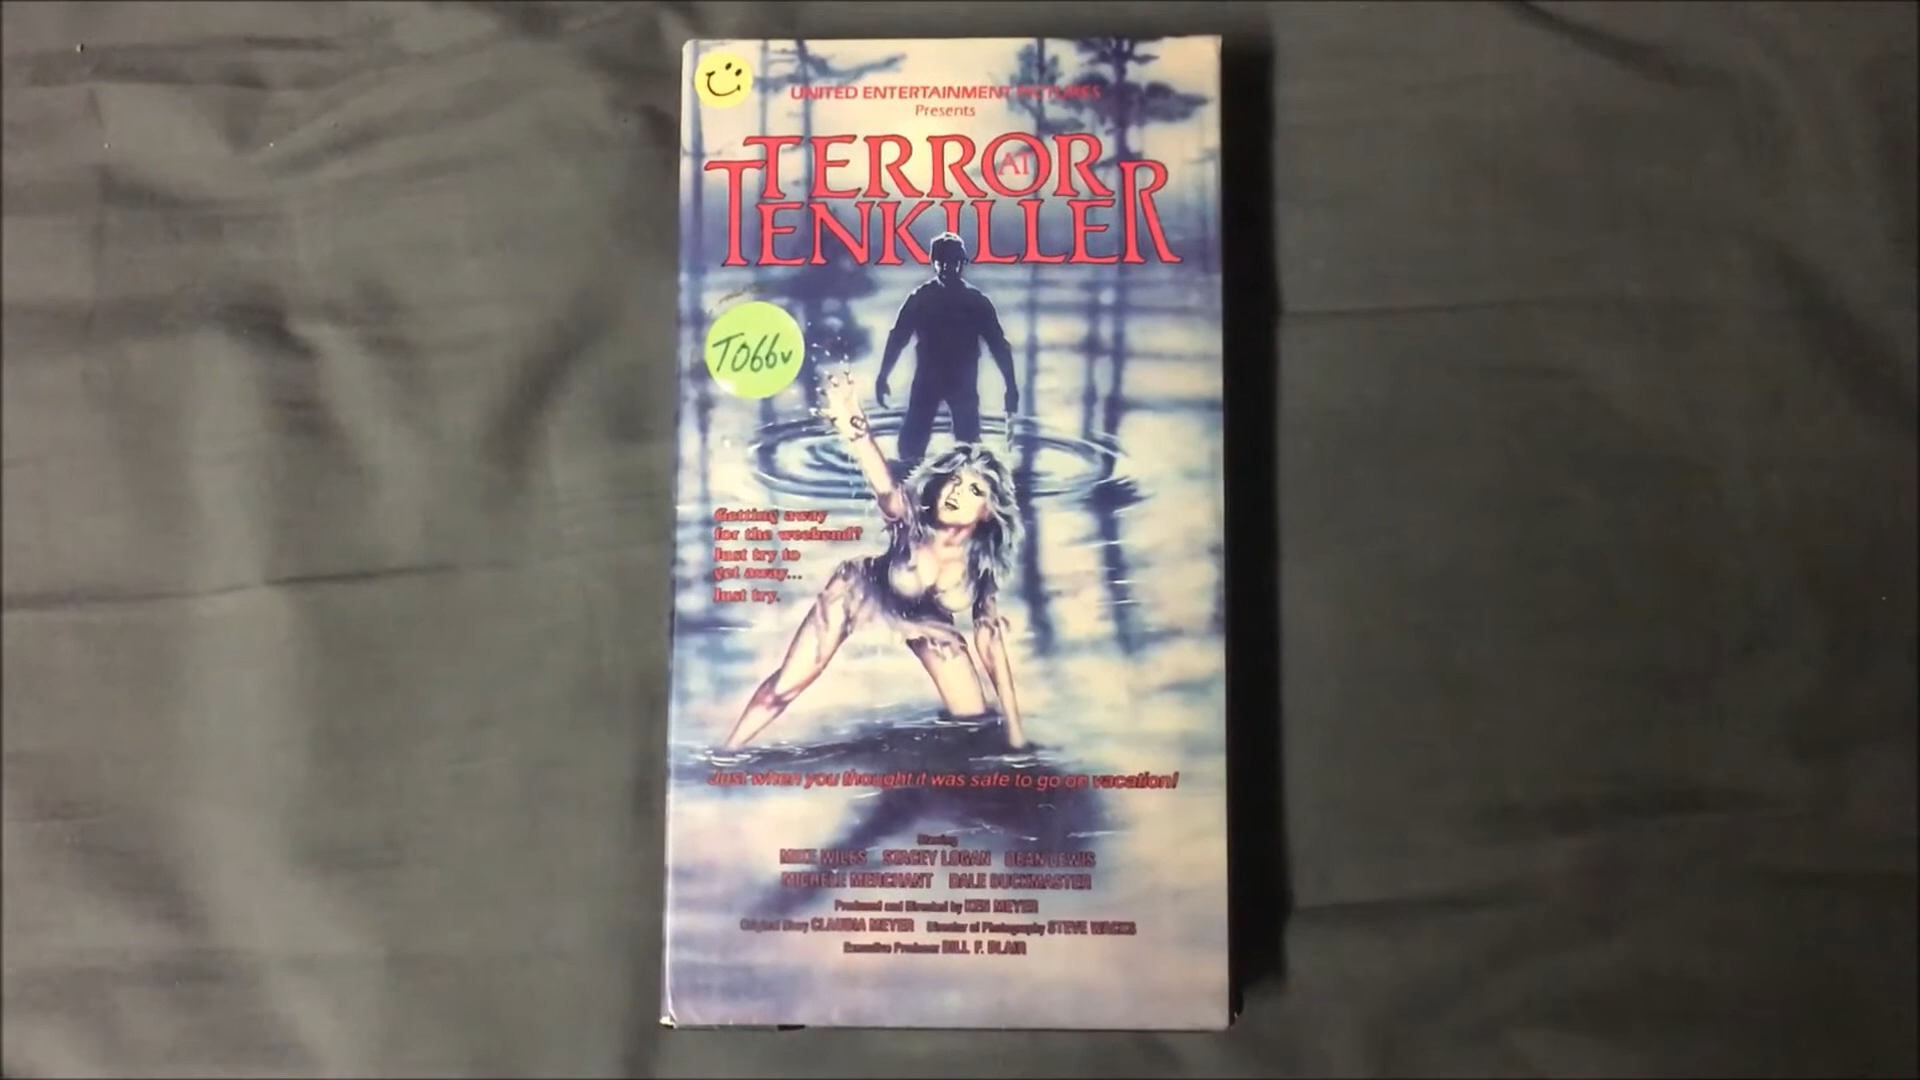 UNITED ENTERTAINMENT PICTURES
Presents
TERROR
AT
TENKILLER
T066v
Getting away
for the weekend?
Just try to
get away...
Just try.
Just when you thought it was safe to go on vacation!
Starring
MIKE WILES STACEY LOGAN DEAN LEWIS
MICHELE MERCHANT DALE BUCKMASTER
Produced and Directed by KEN MEYER
Original Story CLAUDIA MEYER Director of Photography STEVE WACKS
Executive Producer BILL F. BLAIR